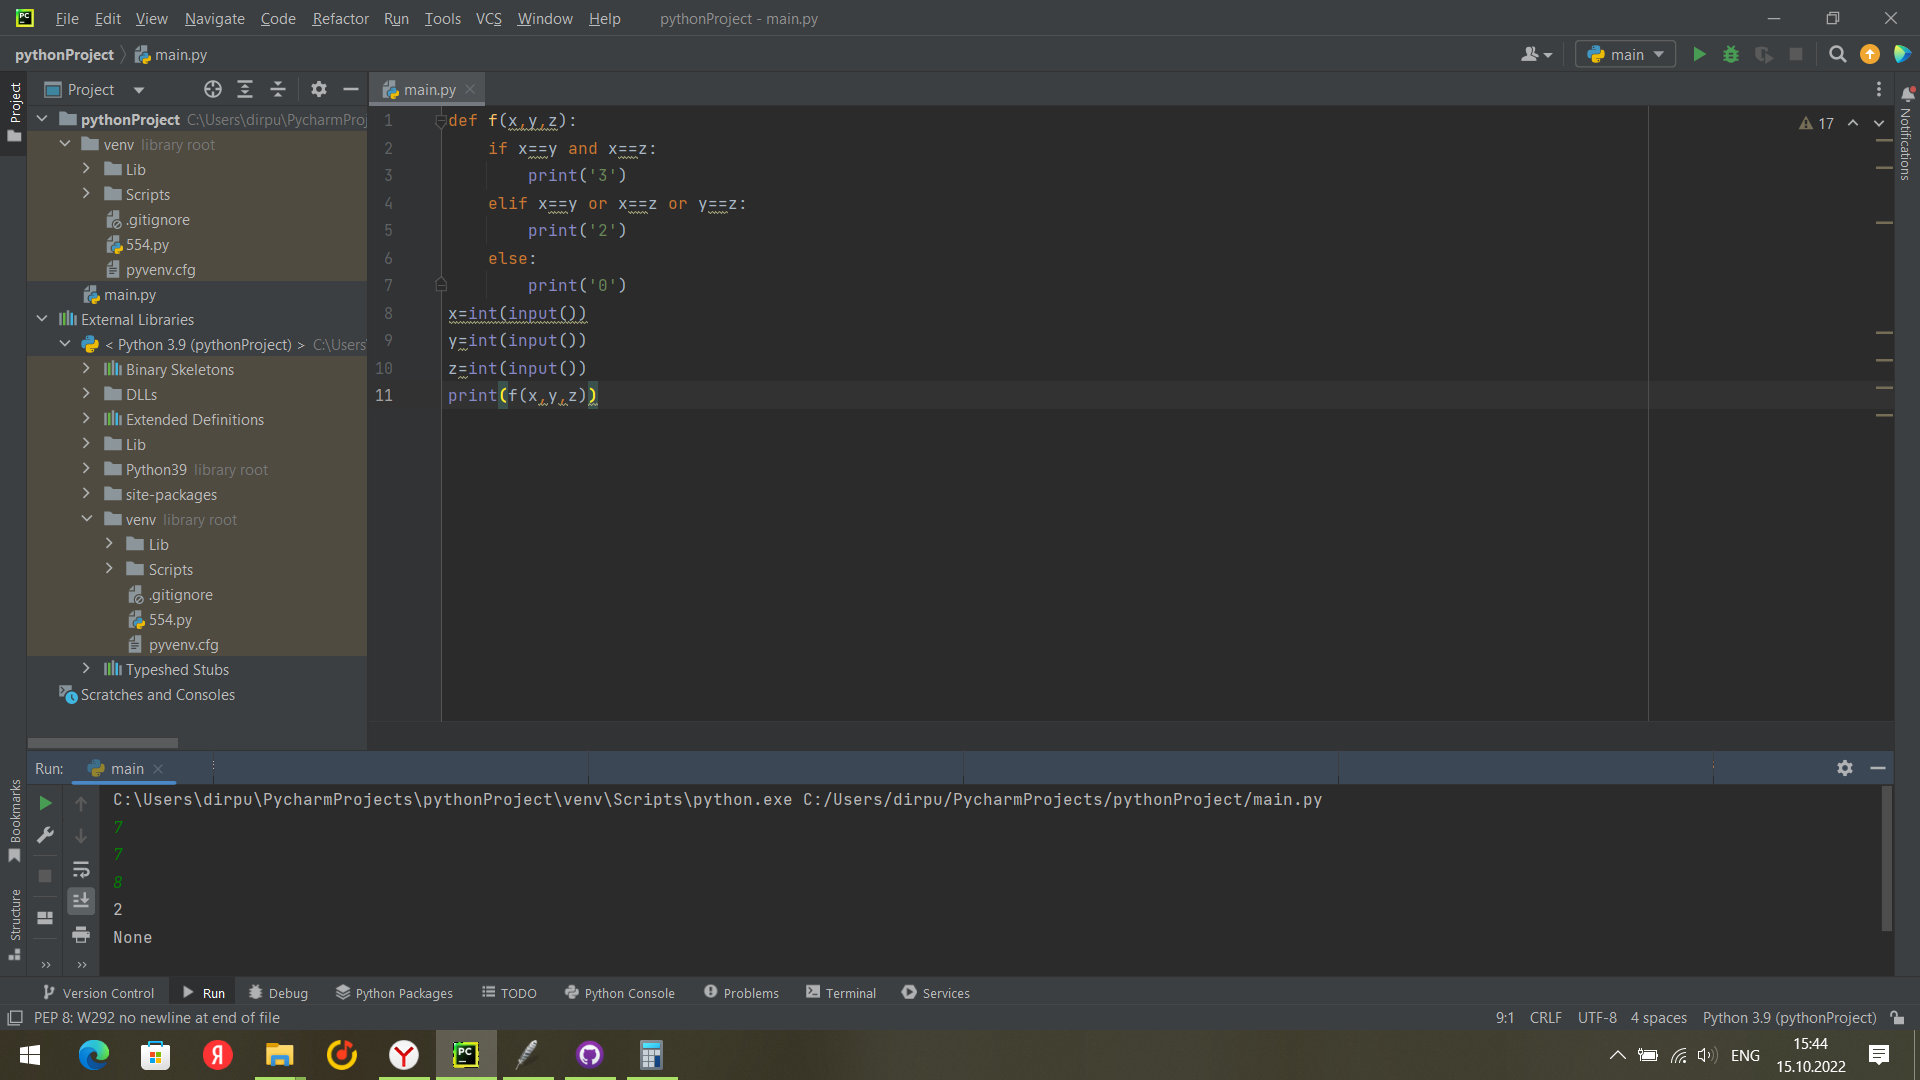 File Edit View Navigate Code Refactor Run Tools VCS Window Help pythonProject - main.py
pythonProject main.py
main
Project
main.py
Project
pythonProject C:\Users\dirpu\PycharmProj
venv library root
Lib
Scripts
.gitignore
554.py
pyvenv.cfg
main.py
External Libraries
< Python 3.9 (pythonProject) > C:\Users
Binary Skeletons
DLLs
Extended Definitions
Lib
Python39 library root
site-packages
venv library root
Lib
Scripts
.gitignore
554.py
pyvenv.cfg
Typeshed Stubs
Scratches and Consoles
1 def f(x,y,z):
2 if x==y and x==z:
3 print('3')
4 elif x==y or x==z or y==z:
5 print('2')
6 else:
7 print('0')
8 x=int(input())
9 y=int(input())
10 z=int(input())
11 print(f(x,y,z))
17
Notifications
Run: main
C:\Users\dirpu\PycharmProjects\pythonProject\venv\Scripts\python.exe C:/Users/dirpu/PycharmProjects/pythonProject/main.py
7
7
8
2
None
Bookmarks
Structure
Version Control Run Debug Python Packages TODO Python Console Problems Terminal Services
PEP 8: W292 no newline at end of file
9:1 CRLF UTF-8 4 spaces Python 3.9 (pythonProject)
Я
PC
ENG
15:44
15.10.2022